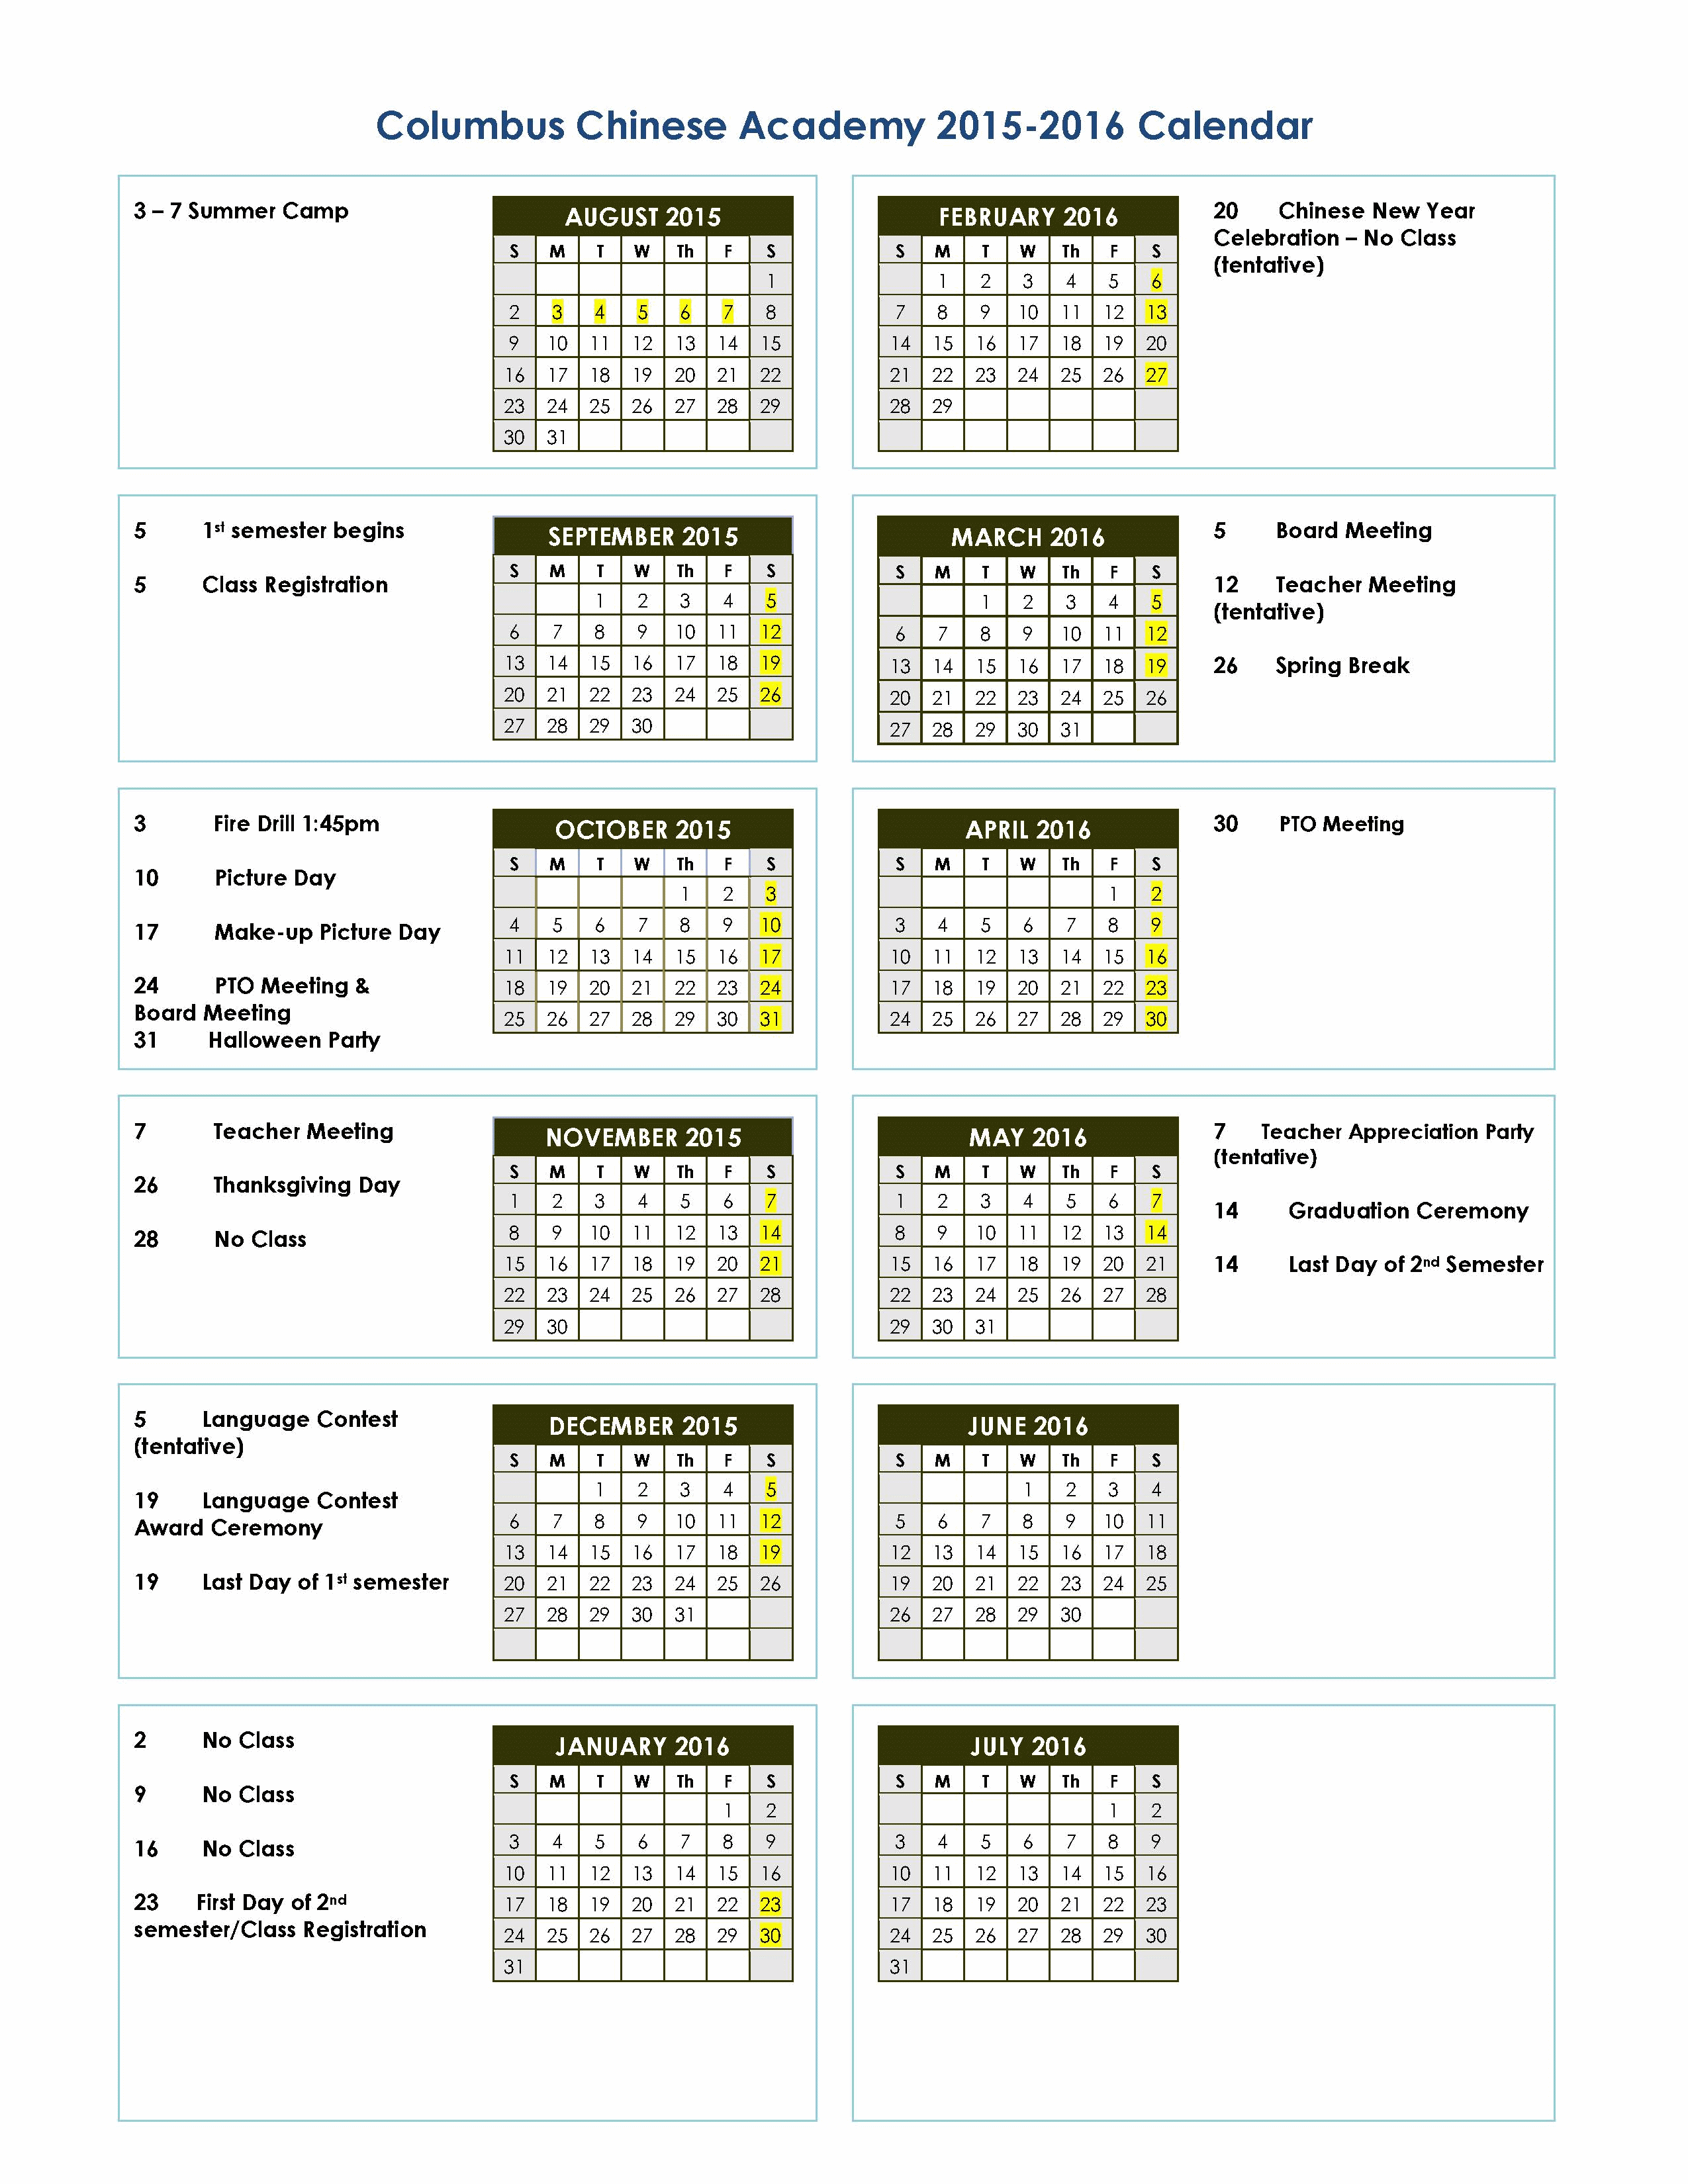 Columbus Chinese Academy 2015-2016 Calendar
3 – 7 Summer Camp
AUGUST 2015
S M T W Th F S
1
2 3 4 5 6 7 8
9 10 11 12 13 14 15
16 17 18 19 20 21 22
23 24 25 26 27 28 29
30 31
FEBRUARY 2016
S M T W Th F S
1 2 3 4 5 6
7 8 9 10 11 12 13
14 15 16 17 18 19 20
21 22 23 24 25 26 27
28 29
20 Chinese New Year
Celebration – No Class
(tentative)
5 1st semester begins
5 Class Registration
SEPTEMBER 2015
S M T W Th F S
1 2 3 4 5
6 7 8 9 10 11 12
13 14 15 16 17 18 19
20 21 22 23 24 25 26
27 28 29 30
MARCH 2016
S M T W Th F S
1 2 3 4 5
6 7 8 9 10 11 12
13 14 15 16 17 18 19
20 21 22 23 24 25 26
27 28 29 30 31
5 Board Meeting
12 Teacher Meeting
(tentative)
26 Spring Break
3 Fire Drill 1:45pm
10 Picture Day
17 Make-up Picture Day
24 PTO Meeting &
Board Meeting
31 Halloween Party
OCTOBER 2015
S M T W Th F S
1 2 3
4 5 6 7 8 9 10
11 12 13 14 15 16 17
18 19 20 21 22 23 24
25 26 27 28 29 30 31
APRIL 2016
S M T W Th F S
1 2
3 4 5 6 7 8 9
10 11 12 13 14 15 16
17 18 19 20 21 22 23
24 25 26 27 28 29 30
30 PTO Meeting
7 Teacher Meeting
26 Thanksgiving Day
28 No Class
NOVEMBER 2015
S M T W Th F S
1 2 3 4 5 6 7
8 9 10 11 12 13 14
15 16 17 18 19 20 21
22 23 24 25 26 27 28
29 30
MAY 2016
S M T W Th F S
1 2 3 4 5 6 7
8 9 10 11 12 13 14
15 16 17 18 19 20 21
22 23 24 25 26 27 28
29 30 31
7 Teacher Appreciation Party
(tentative)
14 Graduation Ceremony
14 Last Day of 2nd Semester
5 Language Contest
(tentative)
19 Language Contest
Award Ceremony
19 Last Day of 1st semester
DECEMBER 2015
S M T W Th F S
1 2 3 4 5
6 7 8 9 10 11 12
13 14 15 16 17 18 19
20 21 22 23 24 25 26
27 28 29 30 31
JUNE 2016
S M T W Th F S
1 2 3 4
5 6 7 8 9 10 11
12 13 14 15 16 17 18
19 20 21 22 23 24 25
26 27 28 29 30
2 No Class
9 No Class
16 No Class
23 First Day of 2nd
semester/Class Registration
JANUARY 2016
S M T W Th F S
1 2
3 4 5 6 7 8 9
10 11 12 13 14 15 16
17 18 19 20 21 22 23
24 25 26 27 28 29 30
31
JULY 2016
S M T W Th F S
1 2
3 4 5 6 7 8 9
10 11 12 13 14 15 16
17 18 19 20 21 22 23
24 25 26 27 28 29 30
31